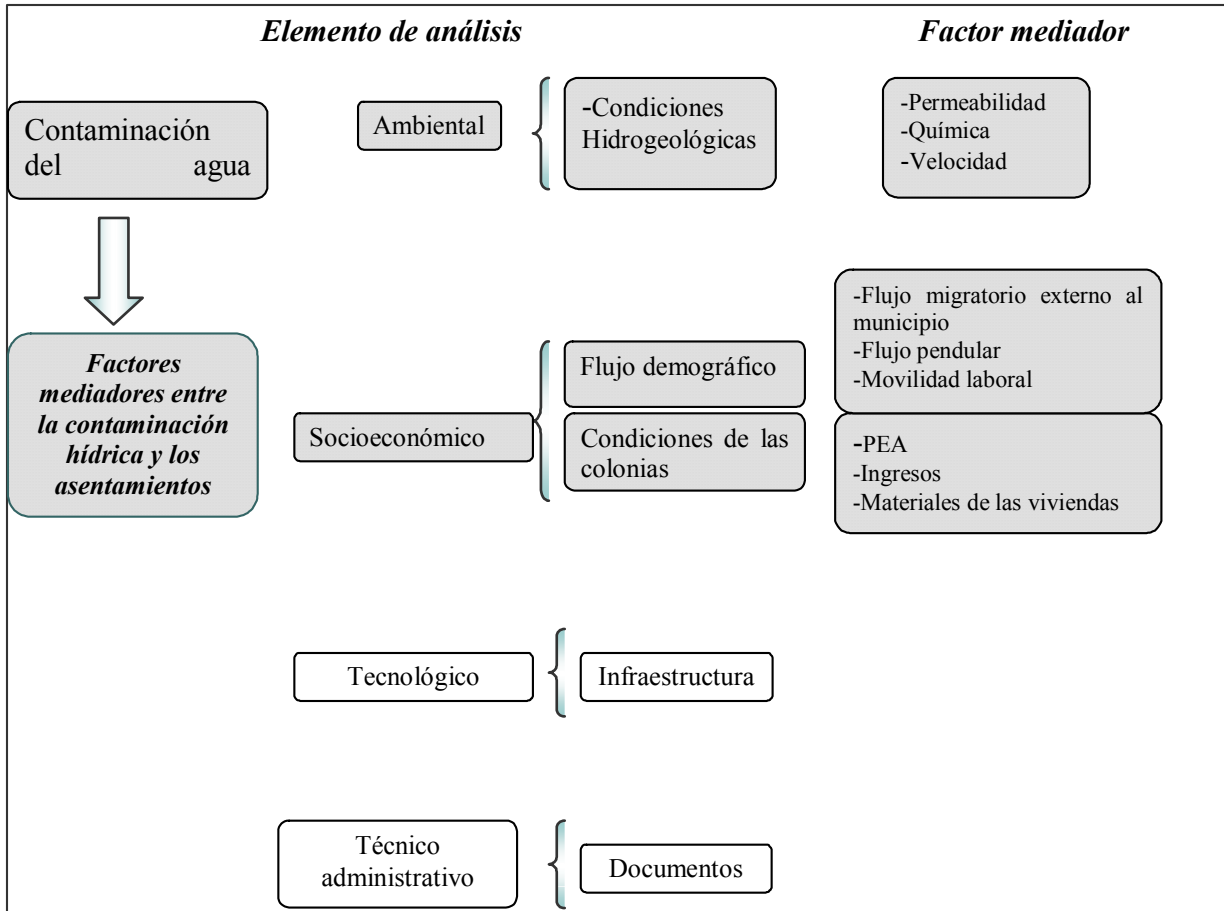 Elemento de análisis
Factor mediador
Contaminación
del agua
Ambiental
-Condiciones
Hidrogeológicas
-Permeabilidad
-Química
-Velocidad
Factores
mediadores entre
la contaminación
hídrica y los
asentamientos
Socioeconómico
Flujo demográfico
Condiciones de las
colonias
-Flujo migratorio externo al
municipio
-Flujo pendular
-Movilidad laboral
-PEA
-Ingresos
-Materiales de las viviendas
Tecnológico
Infraestructura
Técnico
administrativo
Documentos